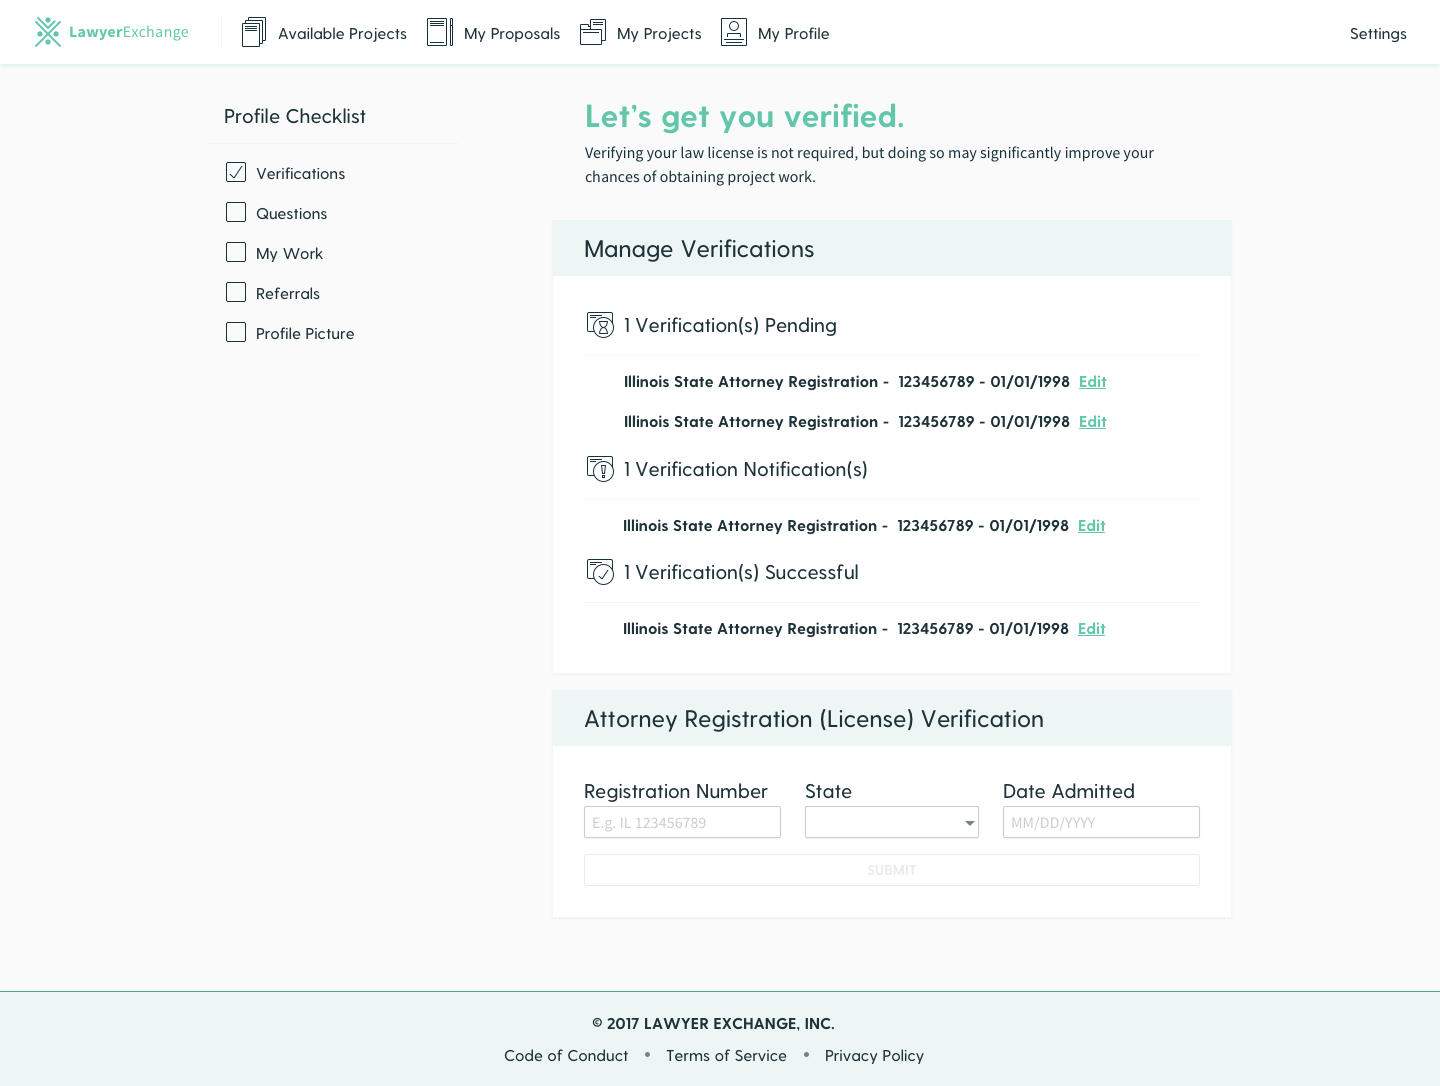 LawyerExchange
Available Projects
My Proposals
My Projects
My Profile
Settings
Profile Checklist
Verifications
Questions
My Work
Referrals
Profile Picture
Let’s get you verified.
Verifying your law license is not required, but doing so may significantly improve your
chances of obtaining project work.
Manage Verifications
1 Verification(s) Pending
Illinois State Attorney Registration - 123456789 - 01/01/1998 Edit
Illinois State Attorney Registration - 123456789 - 01/01/1998 Edit
1 Verification Notification(s)
Illinois State Attorney Registration - 123456789 - 01/01/1998 Edit
1 Verification(s) Successful
Illinois State Attorney Registration - 123456789 - 01/01/1998 Edit
Attorney Registration (License) Verification
Registration Number
State
Date Admitted
E.g. IL 123456789
MM/DD/YYYY
SUBMIT
© 2017 LAWYER EXCHANGE, INC.
Code of Conduct • Terms of Service • Privacy Policy